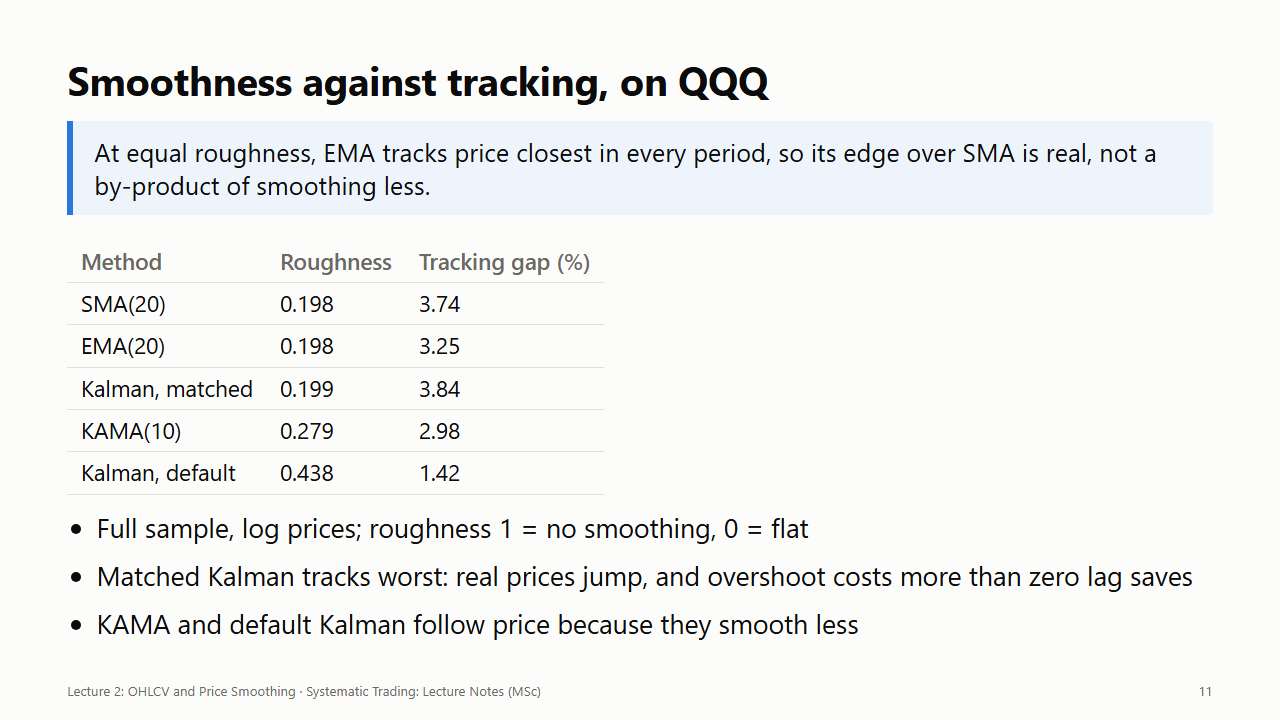 Smoothness against tracking, on QQQ
At equal roughness, EMA tracks price closest in every period, so its edge over SMA is real, not a
by-product of smoothing less.
Method Roughness Tracking gap (%)
SMA(20) 0.198 3.74
EMA(20) 0.198 3.25
Kalman, matched 0.199 3.84
KAMA(10) 0.279 2.98
Kalman, default 0.438 1.42
• Full sample, log prices; roughness 1 = no smoothing, 0 = flat
• Matched Kalman tracks worst: real prices jump, and overshoot costs more than zero lag saves
• KAMA and default Kalman follow price because they smooth less
Lecture 2: OHLCV and Price Smoothing · Systematic Trading: Lecture Notes (MSc) 11